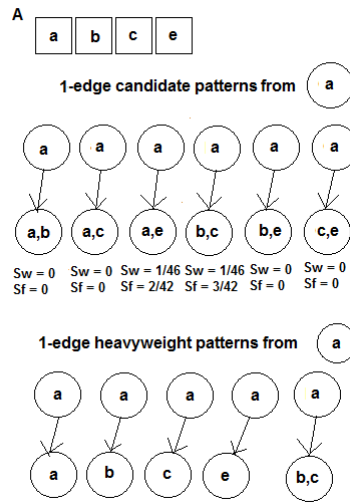 A
a b c e
1-edge candidate patterns from a
a a a a a a
a,b a,c a,e b,c b,e c,e
Sw = 0 Sw = 0 Sw = 1/46 Sw = 1/46 Sw = 0 Sw = 0
Sf = 0 Sf = 0 Sf = 2/42 Sf = 3/42 Sf = 0 Sf = 0
1-edge heavyweight patterns from a
a a a a a
a b c e b,c